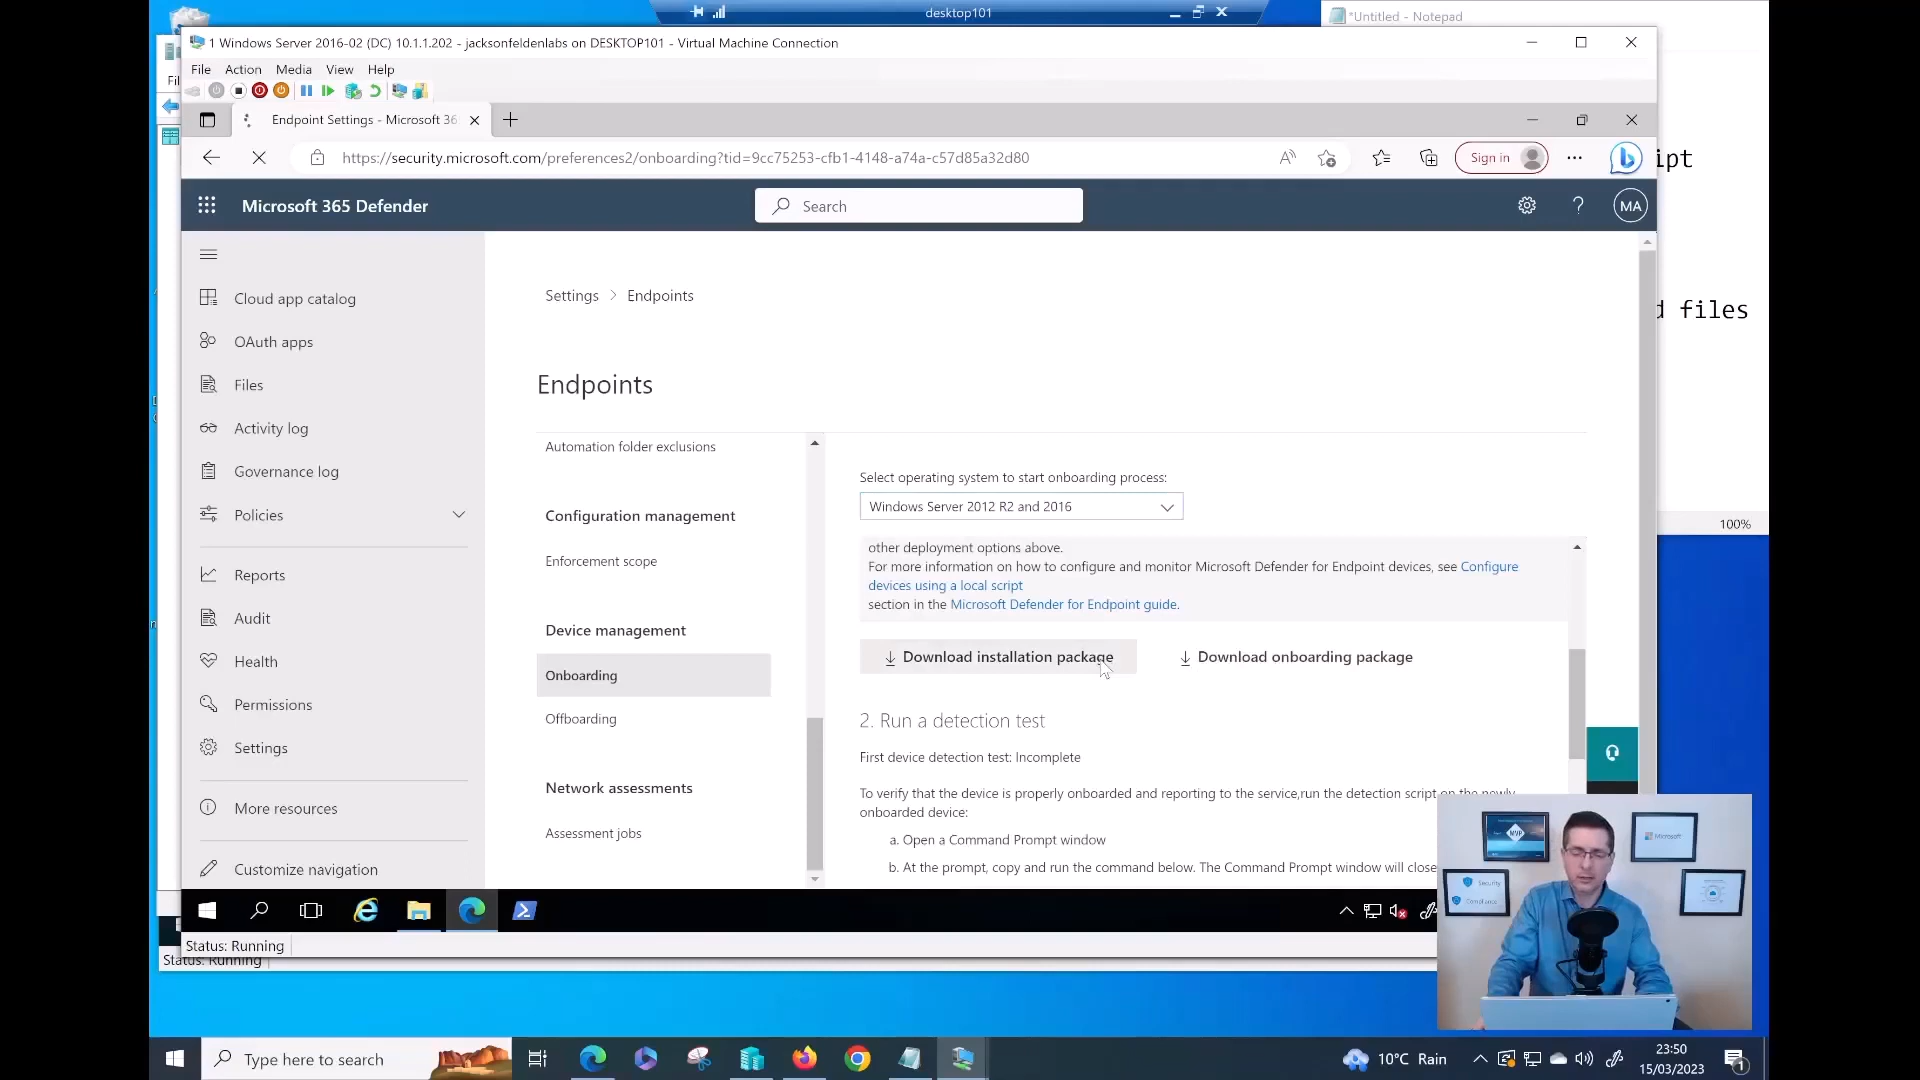 desktop101
*Untitled - Notepad
1 Windows Server 2016-02 (DC) 10.1.1.202 - jacksonfeldenlabs on DESKTOP101 - Virtual Machine Connection
File Action Media View Help
Endpoint Settings - Microsoft 36
https://security.microsoft.com/preferences2/onboarding?tid=9cc75253-cfb1-4148-a74a-c57d85a32d80
Sign in
ipt
Microsoft 365 Defender
Search
MA
Cloud app catalog
OAuth apps
Files
Activity log
Governance log
Policies
Reports
Audit
Health
Permissions
Settings
More resources
Customize navigation
Settings > Endpoints
d files
Endpoints
Automation folder exclusions
Configuration management
Enforcement scope
Device management
Onboarding
Offboarding
Network assessments
Assessment jobs
Select operating system to start onboarding process:
Windows Server 2012 R2 and 2016
100%
other deployment options above.
For more information on how to configure and monitor Microsoft Defender for Endpoint devices, see Configure
devices using a local script
section in the Microsoft Defender for Endpoint guide.
Download installation package
Download onboarding package
2. Run a detection test
First device detection test: Incomplete
To verify that the device is properly onboarded and reporting to the service,run the detection script on the newly
onboarded device:
a. Open a Command Prompt window
b. At the prompt, copy and run the command below. The Command Prompt window will close
MVP
Microsoft
Security
Compliance
Status: Running
Status: Running
Type here to search
10°C Rain
23:50
15/03/2023
1